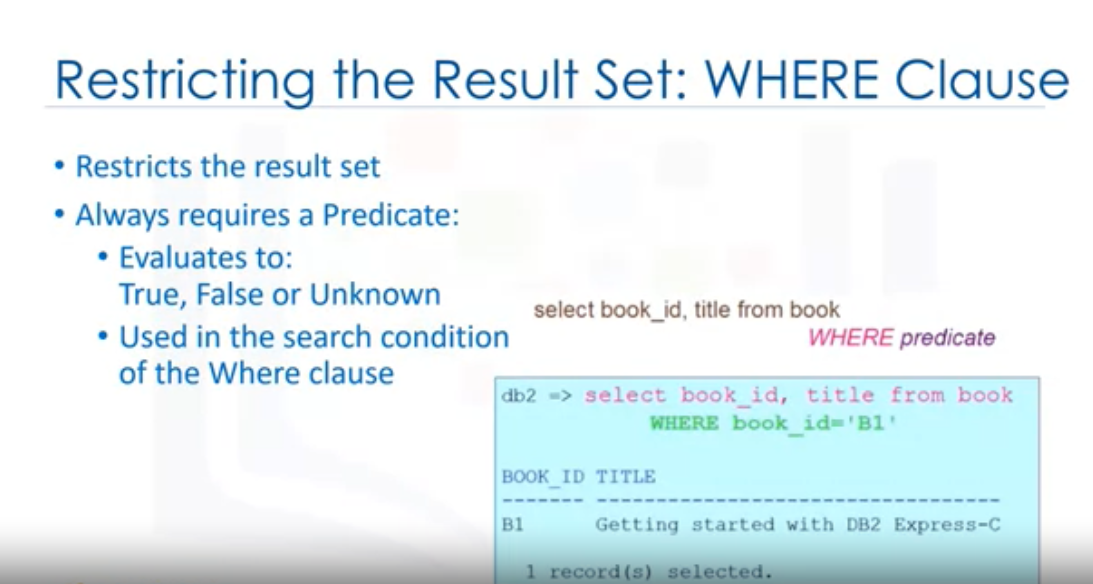 Restricting the Result Set: WHERE Clause
• Restricts the result set
• Always requires a Predicate:
• Evaluates to:
True, False or Unknown
• Used in the search condition
of the Where clause
select book_id, title from book
WHERE predicate
db2 => select book_id, title from book
WHERE book_id='B1'
BOOK_ID TITLE
------- ----------------------------------
B1 Getting started with DB2 Express-C
1 record(s) selected.